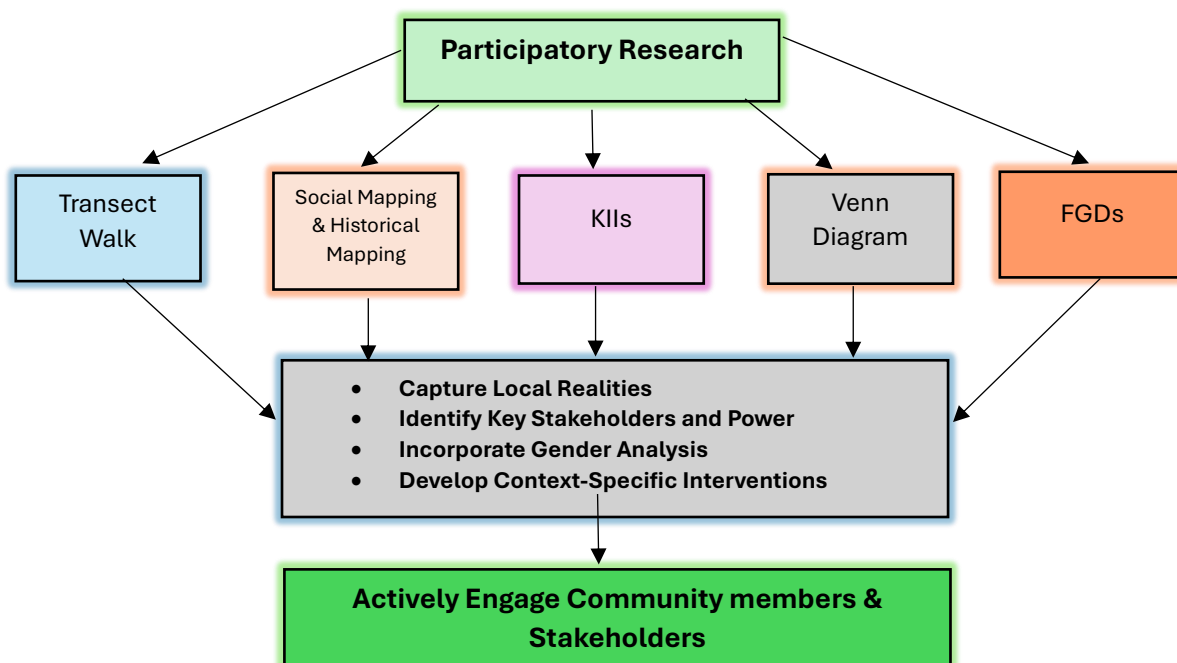 Participatory Research
Transect
Walk
Social Mapping
& Historical
Mapping
KIIs
Venn
Diagram
FGDs
• Capture Local Realities
• Identify Key Stakeholders and Power
• Incorporate Gender Analysis
• Develop Context-Specific Interventions
Actively Engage Community members &
Stakeholders